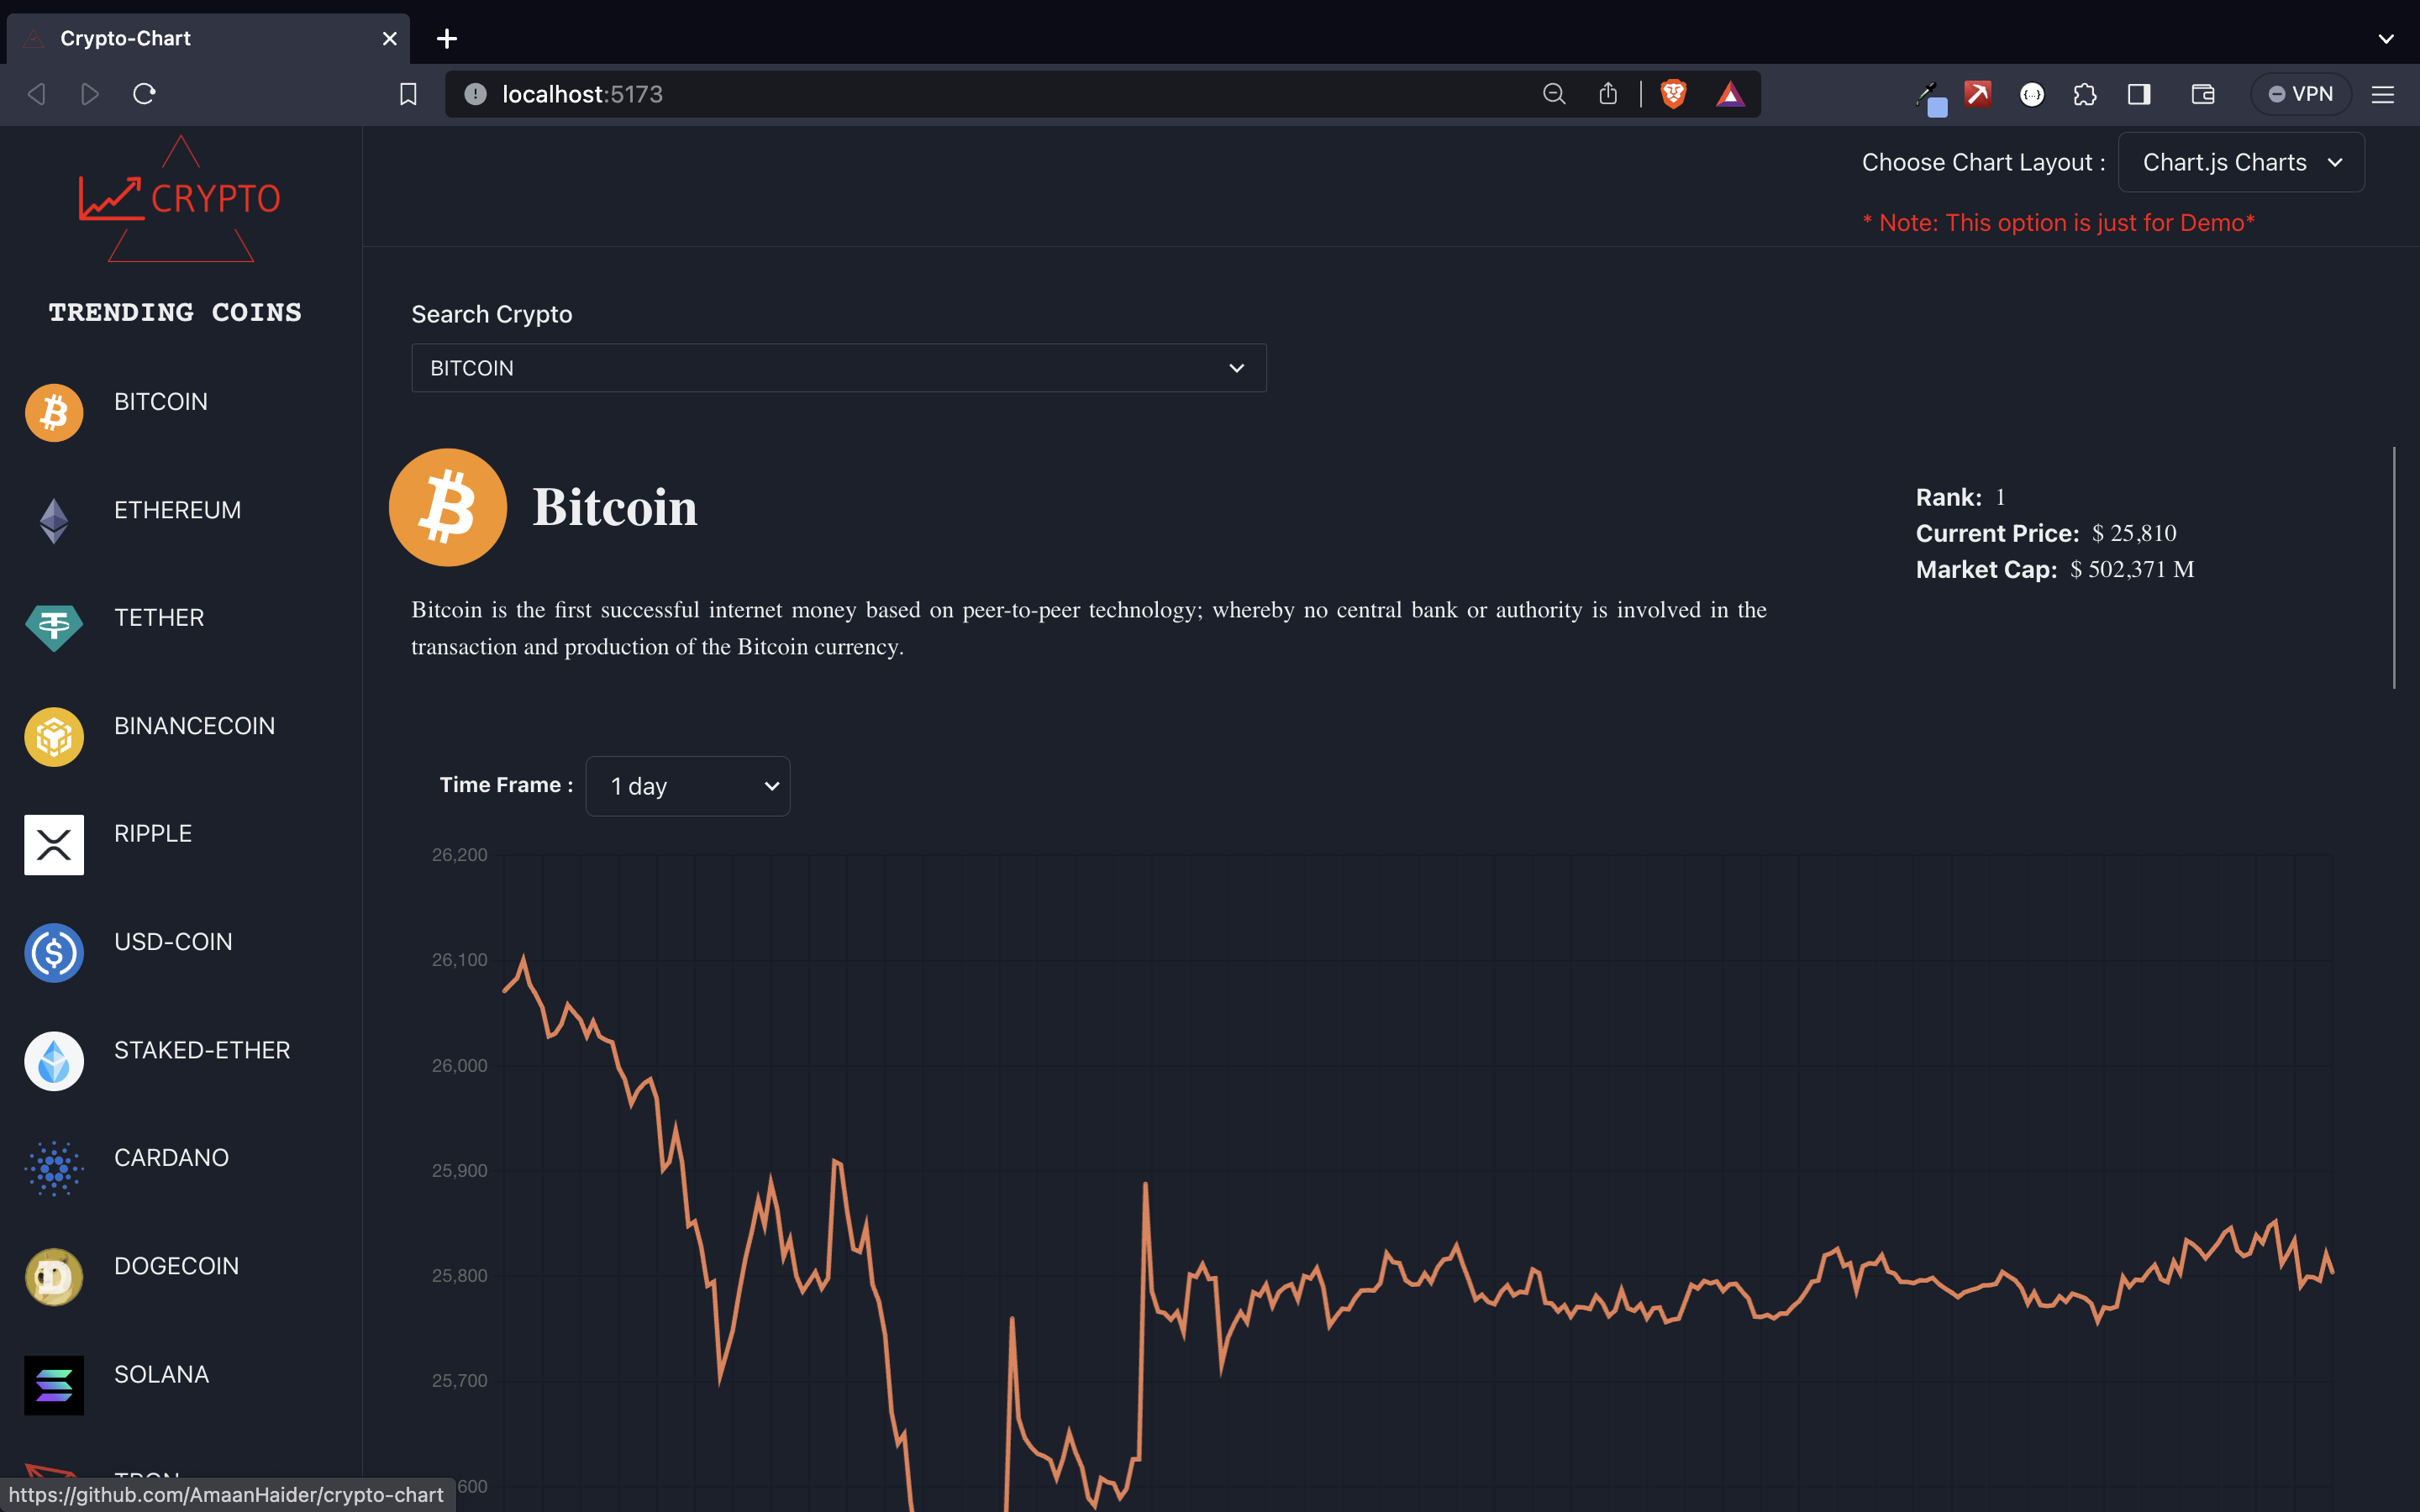 Crypto-Chart
localhost:5173
VPN
CRYPTO
Choose Chart Layout : Chart.js Charts
* Note: This option is just for Demo*
TRENDING COINS
BITCOIN
ETHEREUM
TETHER
BINANCECOIN
RIPPLE
USD-COIN
STAKED-ETHER
CARDANO
DOGECOIN
SOLANA
TRON
https://github.com/AmaanHaider/crypto-chart
Search Crypto
BITCOIN
Bitcoin
Rank: 1
Current Price: $ 25,810
Market Cap: $ 502,371 M
Bitcoin is the first successful internet money based on peer-to-peer technology; whereby no central bank or authority is involved in the
transaction and production of the Bitcoin currency.
Time Frame : 1 day
26,200
26,100
26,000
25,900
25,800
25,700
600